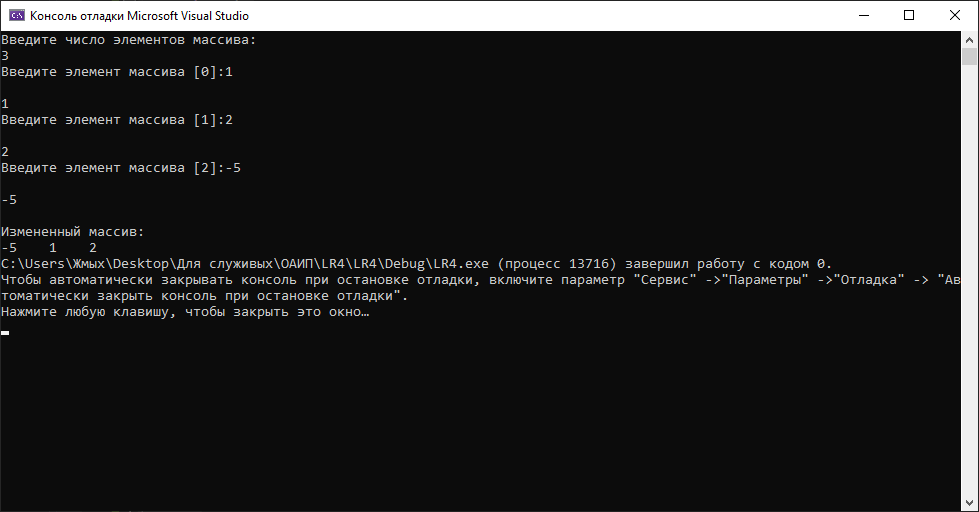 Консоль отладки Microsoft Visual Studio
Введите число элементов массива:
3
Введите элемент массива [0]:1
1
Введите элемент массива [1]:2
2
Введите элемент массива [2]:-5
-5
Измененный массив:
-5    1    2
C:\Users\Жмых\Desktop\Для служивых\ОАИП\LR4\LR4\Debug\LR4.exe (процесс 13716) завершил работу с кодом 0.
Чтобы автоматически закрывать консоль при остановке отладки, включите параметр "Сервис" ->"Параметры" ->"Отладка" -> "Ав
томатически закрыть консоль при остановке отладки".
Нажмите любую клавишу, чтобы закрыть это окно…